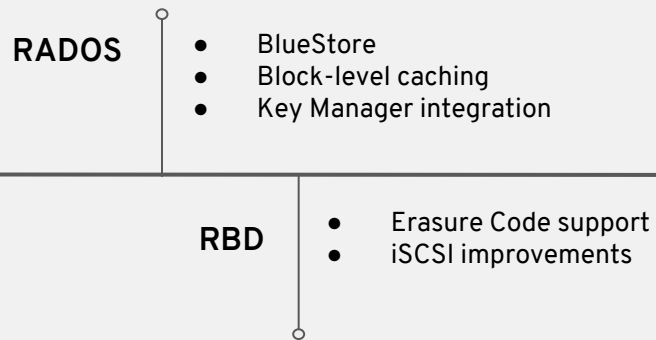 RADOS
● BlueStore
● Block-level caching
● Key Manager integration
RBD
● Erasure Code support
● iSCSI improvements